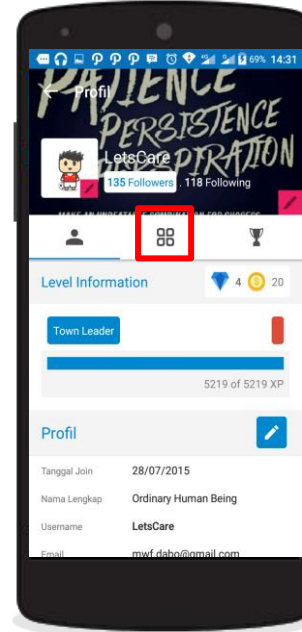 69% 14:31
PATIENCE
Profil
PERSISTENCE
LetsCare
135 Followers , 118 Following
Level Information 4 20
Town Leader
5219 of 5219 XP
Profil
Tanggal Join 28/07/2015
Nama Lengkap Ordinary Human Being
Username LetsCare
Email mwf.dabo@gmail.com